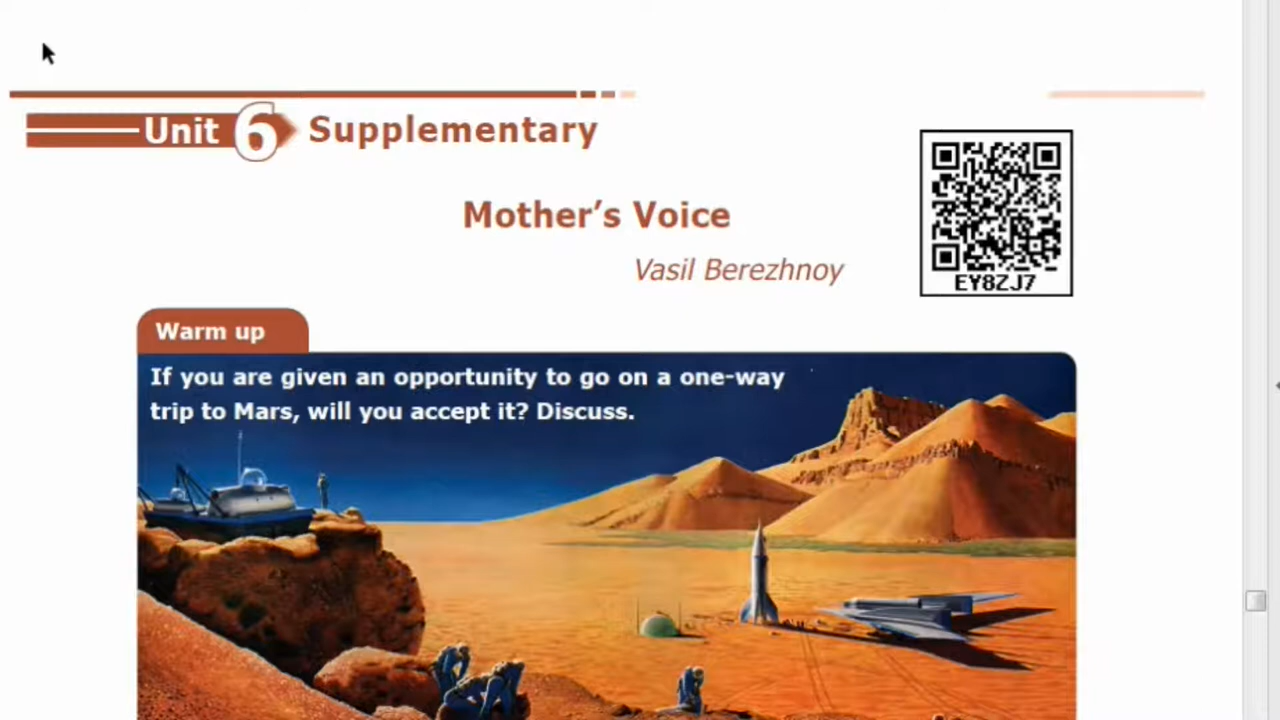 Unit 6 Supplementary
Mother's Voice
Vasil Berezhnoy
EY8ZJ7
Warm up
If you are given an opportunity to go on a one-way
trip to Mars, will you accept it? Discuss.